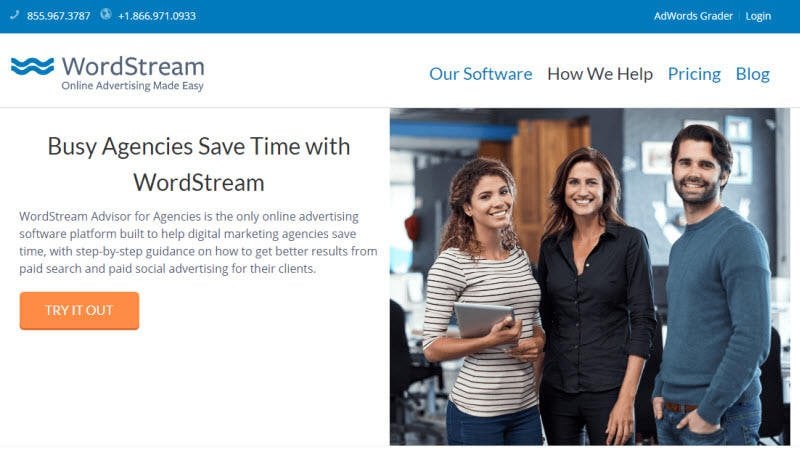 855.967.3787 +1.866.971.0933 AdWords Grader Login
WordStream
Online Advertising Made Easy
Our Software How We Help Pricing Blog
Busy Agencies Save Time with
WordStream
WordStream Advisor for Agencies is the only online advertising
software platform built to help digital marketing agencies save
time, with step-by-step guidance on how to get better results from
paid search and paid social advertising for their clients.
TRY IT OUT